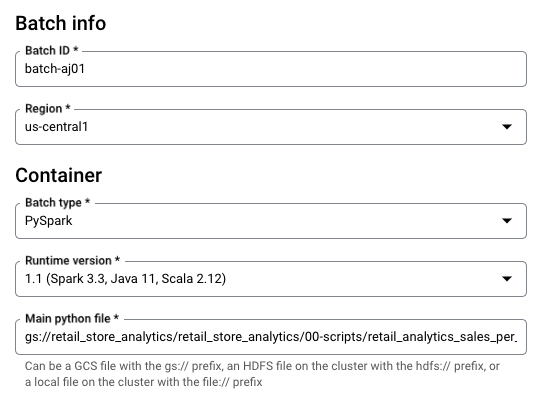 Batch info
Batch ID *
batch-aj01
Region *
us-central1
Container
Batch type *
PySpark
Runtime version *
1.1 (Spark 3.3, Java 11, Scala 2.12)
Main python file *
gs://retail_store_analytics/retail_store_analytics/00-scripts/retail_analytics_sales_per_
Can be a GCS file with the gs:// prefix, an HDFS file on the cluster with the hdfs:// prefix, or
a local file on the cluster with the file:// prefix